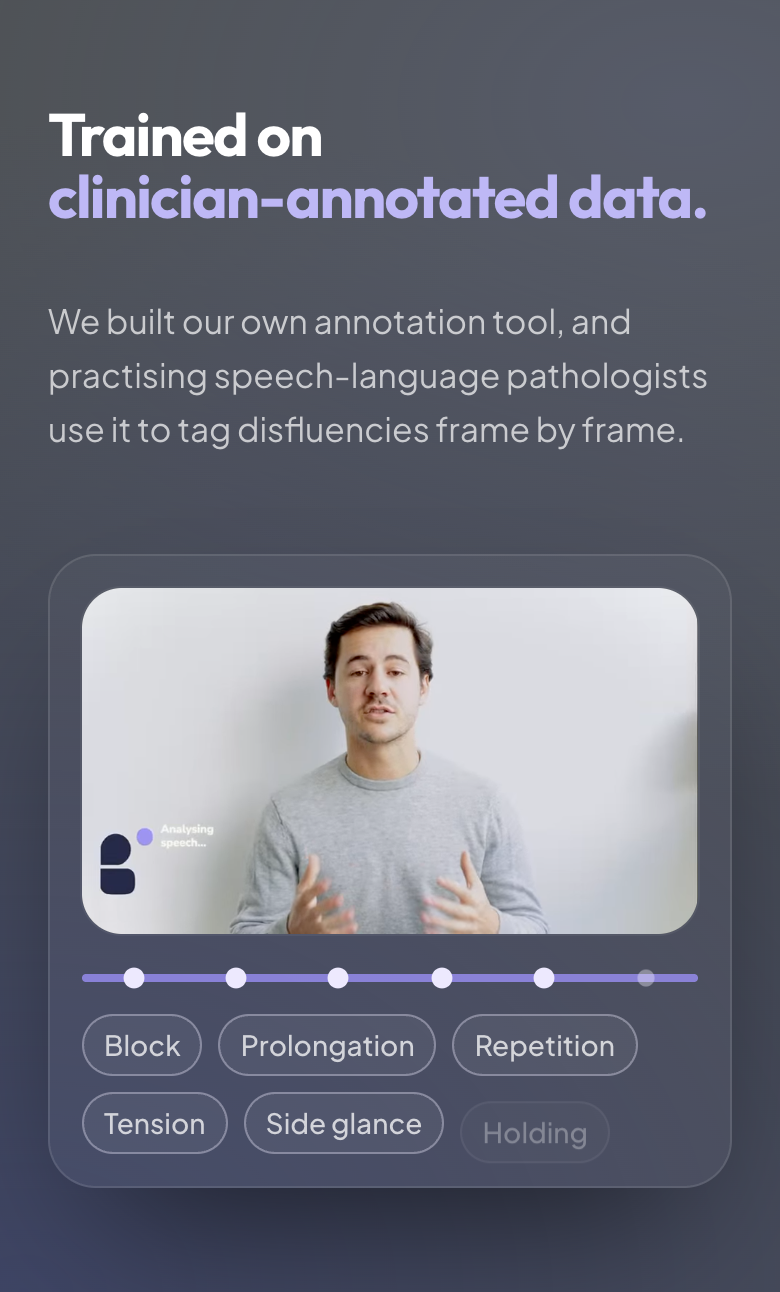 Trained on
clinician-annotated data.
We built our own annotation tool, and
practising speech-language pathologists
use it to tag disfluencies frame by frame.
Analysing
speech...
Block Prolongation Repetition
Tension Side glance Holding